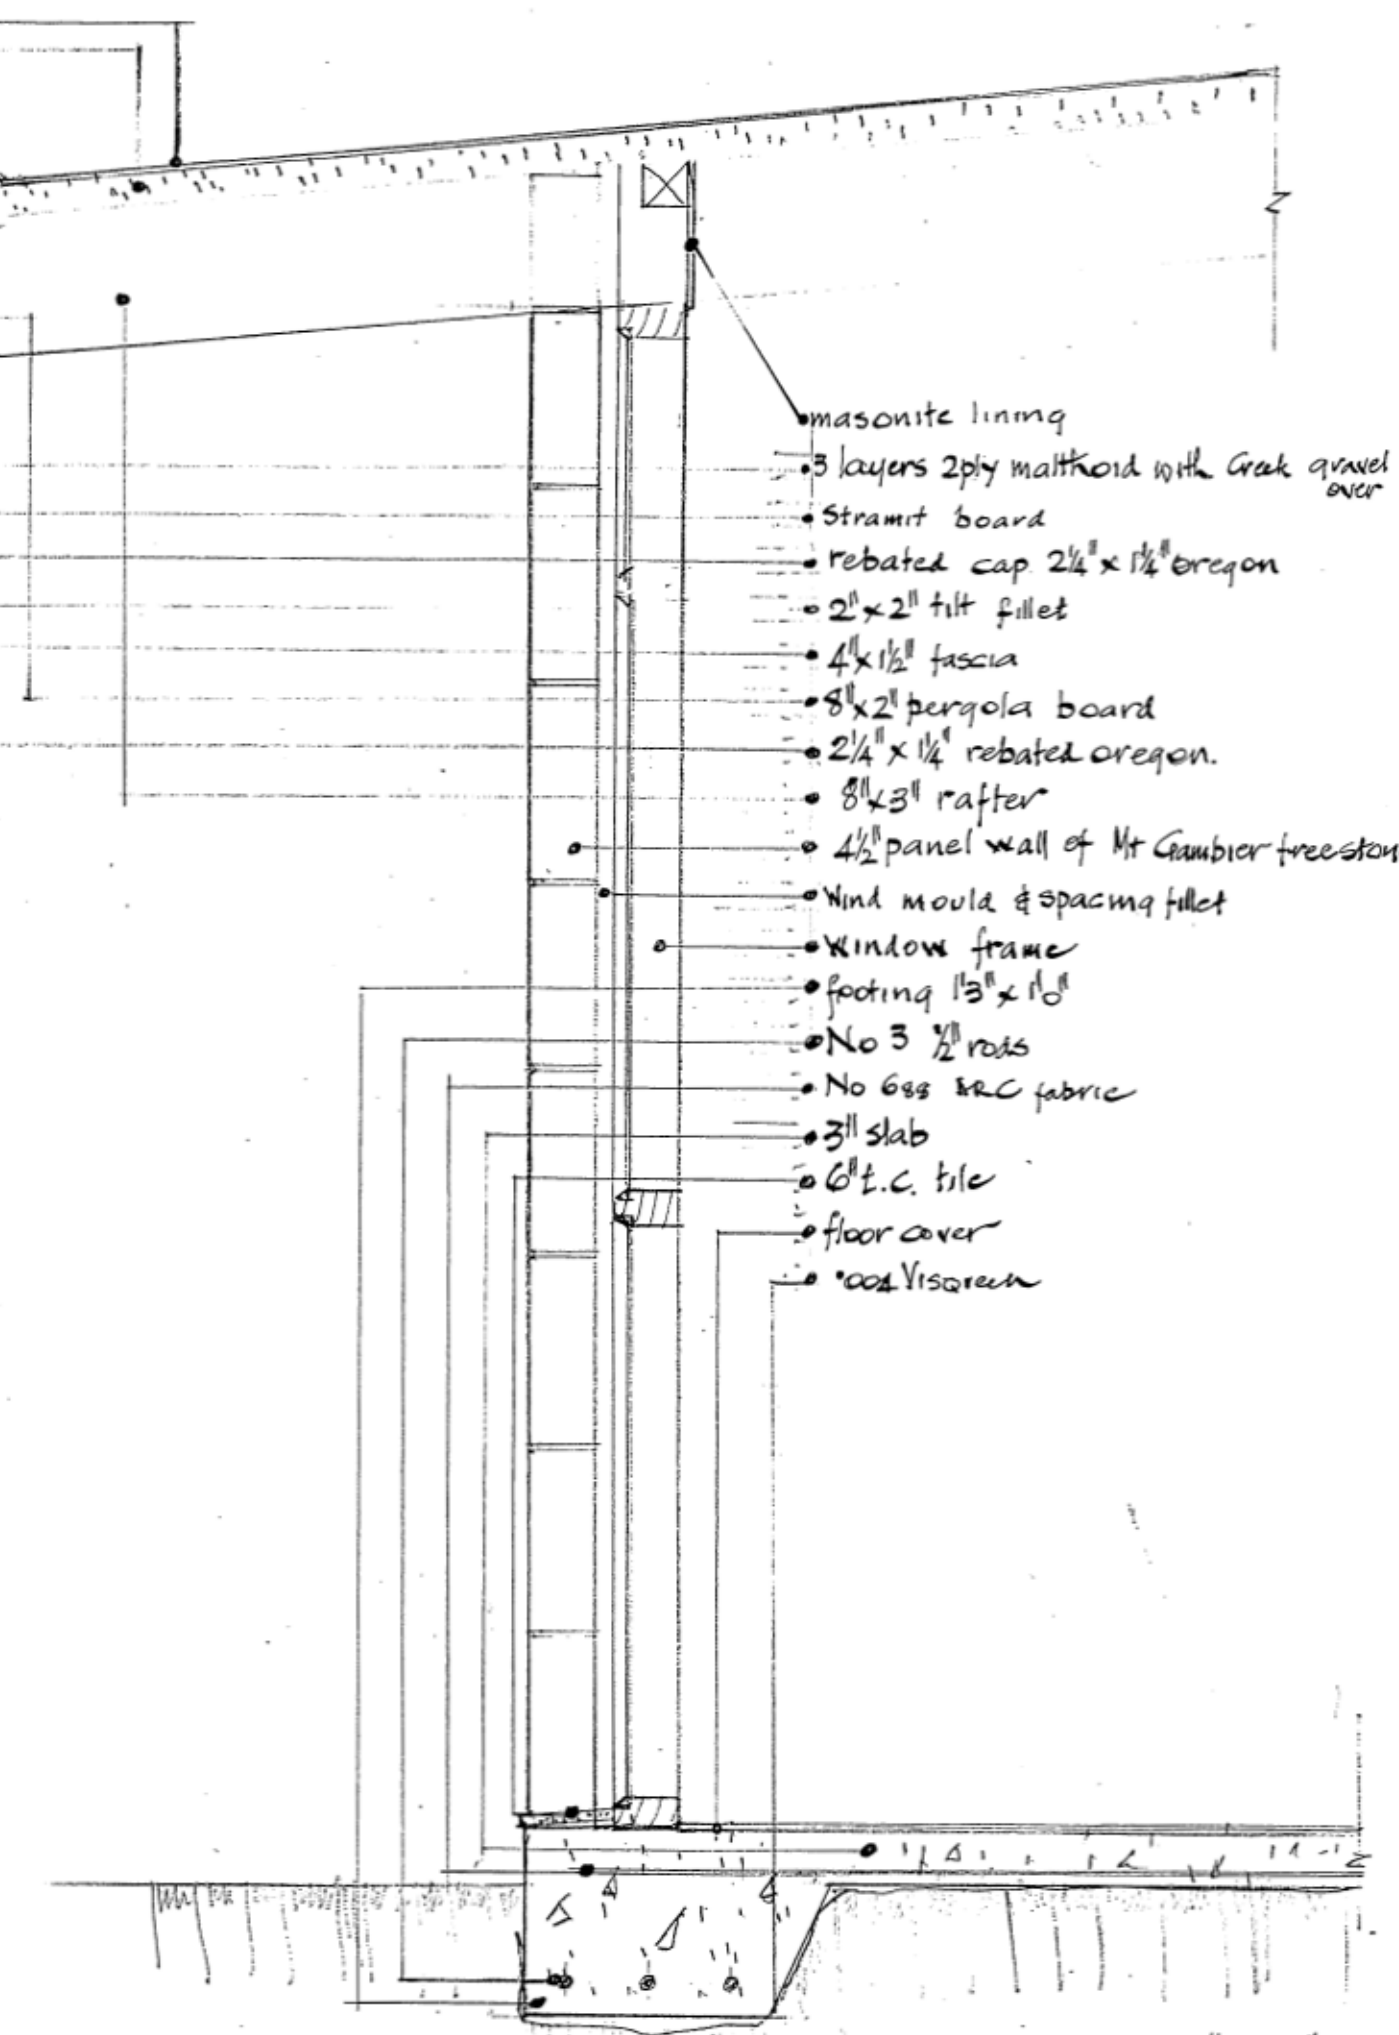 masonite lining
3 layers 2ply malthoid with Creek gravel
over
Stramit board
rebated cap 2¼" x 1¼" oregon
2" x 2" tilt fillet
4" x 1½" fascia
8" x 2" pergola board
2¼" x 1¼" rebated oregon.
8" x 3" rafter
4½" panel wall of Mt Gambier freeston
Wind mould & spacing fillet
Window frame
footing 1'3" x 1'0"
No 3 ½" rods
No 688 ARC fabric
3" slab
6" t.c. tile
floor cover
.004 Visqreen